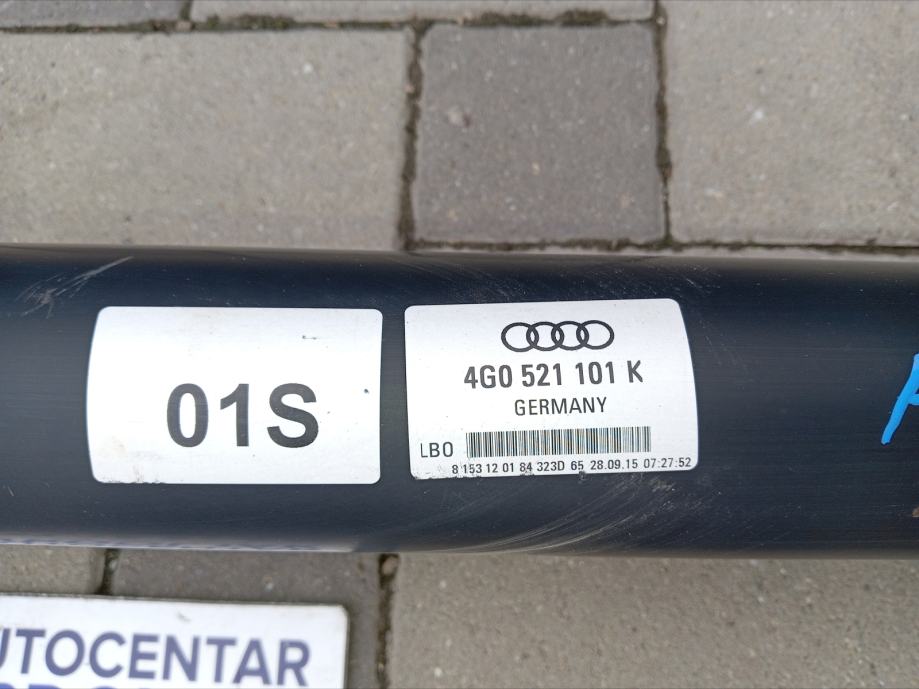 01S
4G0 521 101 K
GERMANY
LB0
8 153 12 01 84 323D 65 28.09.15 07:27:52
UTOCENTAR